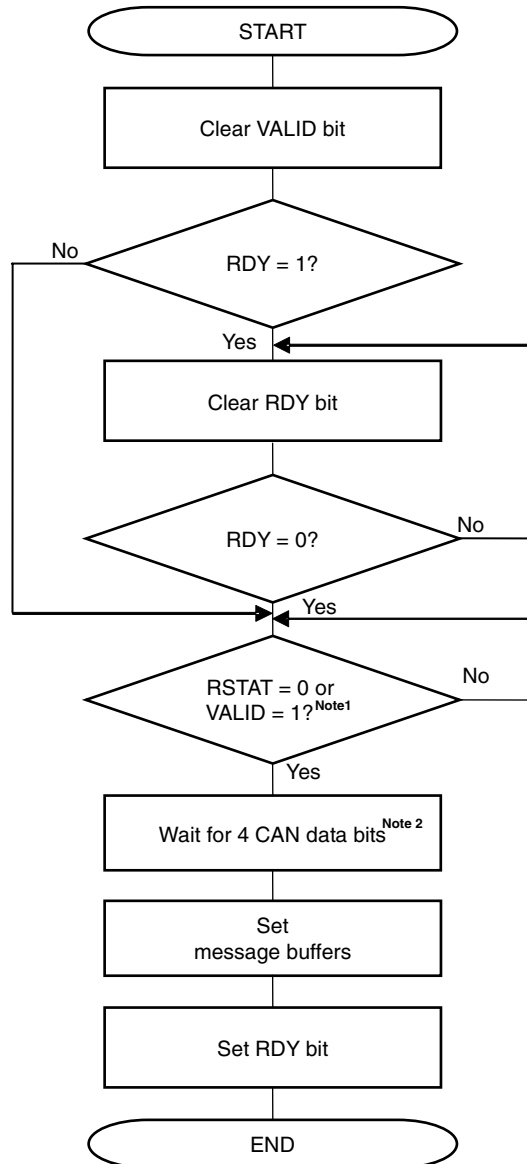 START
Clear VALID bit
No
RDY = 1?
Yes
Clear RDY bit
RDY = 0?
No
Yes
RSTAT = 0 or
VALID = 1?Note1
No
Yes
Wait for 4 CAN data bitsNote 2
Set
message buffers
Set RDY bit
END